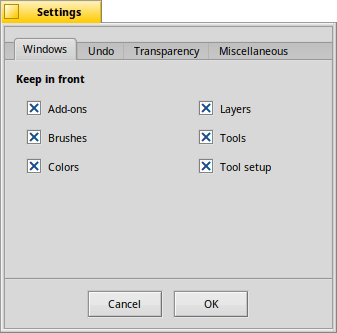 Settings
Windows Undo Transparency Miscellaneous
Keep in front
Add-ons Layers
Brushes Tools
Colors Tool setup
Cancel OK